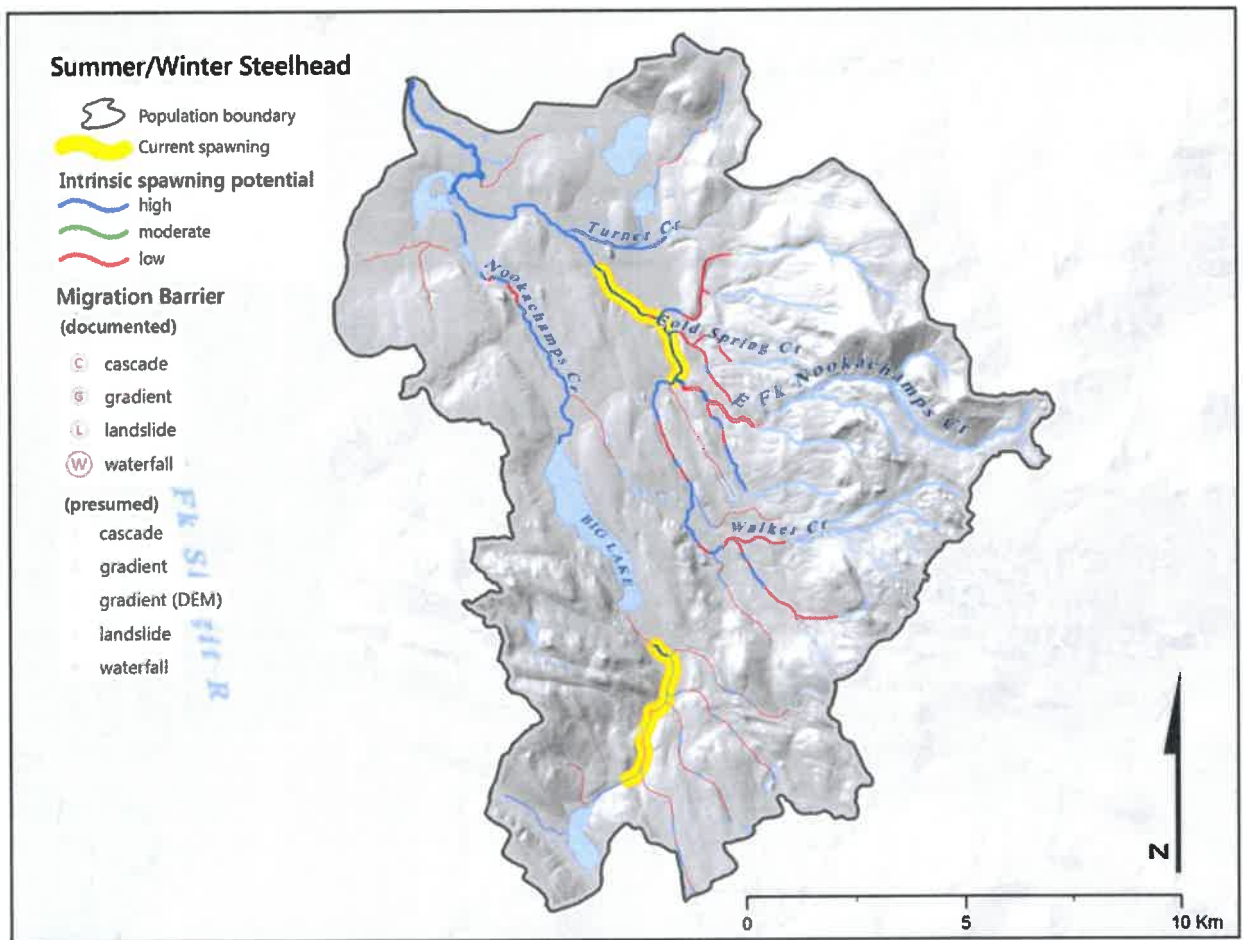 Summer/Winter Steelhead
Population boundary
Current spawning
Intrinsic spawning potential
high
moderate
low
Migration Barrier
(documented)
C cascade
G gradient
L landslide
W waterfall
(presumed)
cascade
gradient
gradient (DEM)
landslide
waterfall
Turner Cr
Nookachamps Cr
Cold Spring Cr
E Fk Nookachamps Cr
Walker Cr
BIG LAKE
N
0 5 10 Km